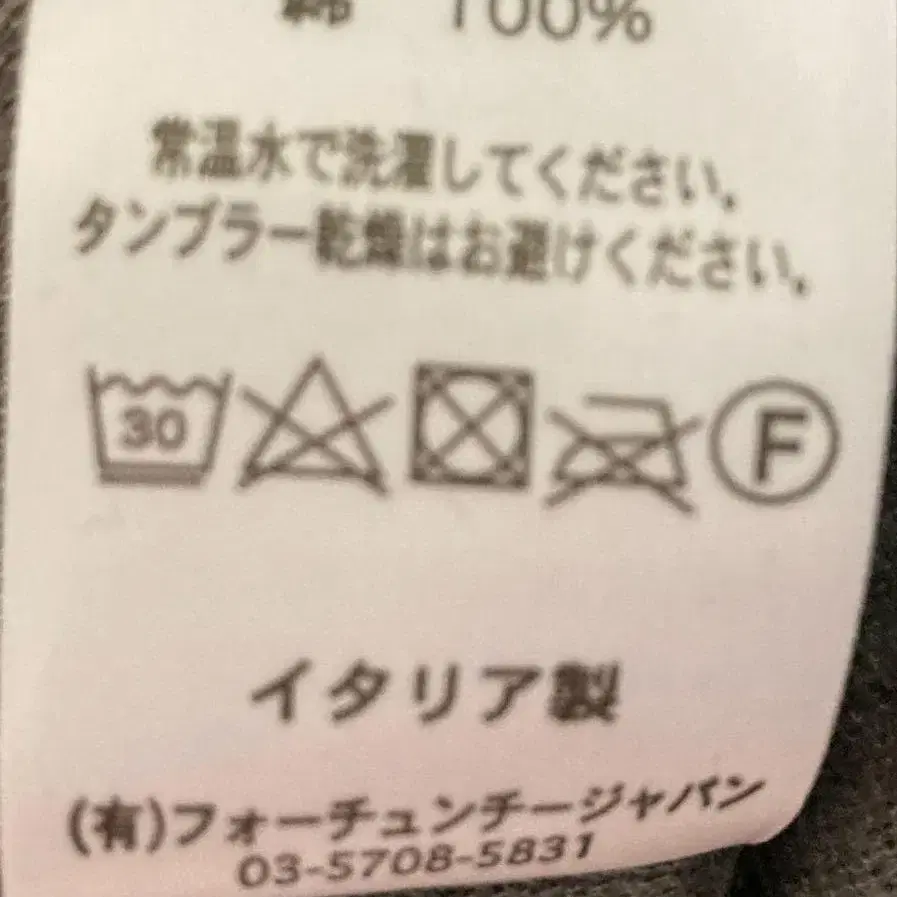 綿 100%
常温水で洗濯してください。
タンブラー乾燥はお避けください。
30
F
イタリア製
(有)フォーチュンチージャパン
03-5708-5831